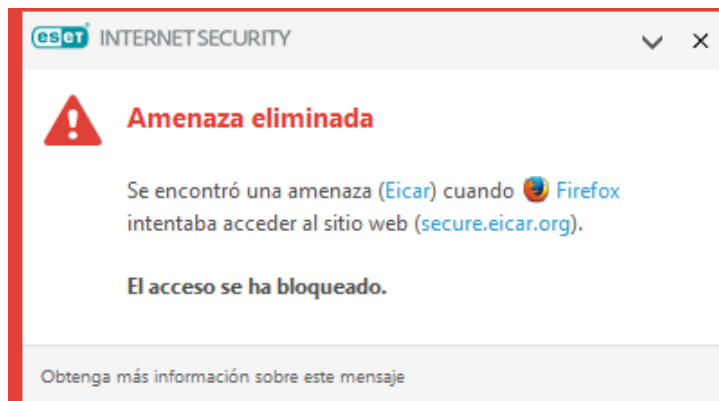 eset INTERNET SECURITY
Amenaza eliminada
Se encontró una amenaza (Eicar) cuando Firefox
intentaba acceder al sitio web (secure.eicar.org).
El acceso se ha bloqueado.
Obtenga más información sobre este mensaje